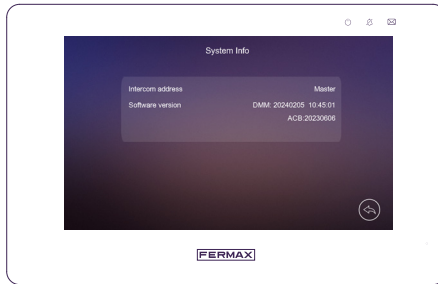 System Info
Intercom address Master
Software version DMM: 20240205 10:45:01
ACB:20230606
FERMAX